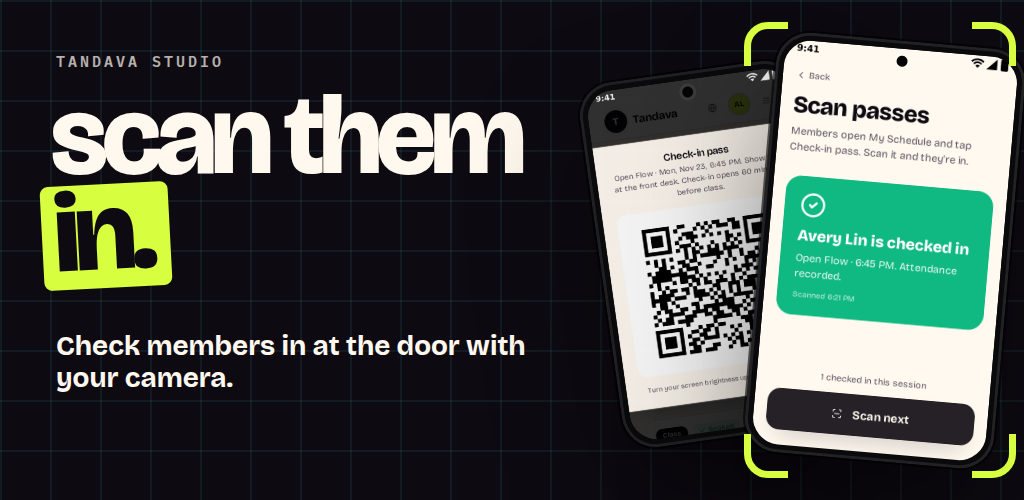 TANDAVA STUDIO
scan them
in.
Check members in at the door with
your camera.
9:41
T Tandava AL
Check-in pass
Open Flow · Mon, Nov 23, 6:45 PM. Show
at the front desk. Check-in opens 60 min
before class.
Turn your screen brightness up
Close
9:41
Back
Scan passes
Members open My Schedule and tap
Check-in pass. Scan it and they're in.
Avery Lin is checked in
Open Flow · 6:45 PM. Attendance
recorded.
Scanned 6:21 PM
1 checked in this session
Scan next